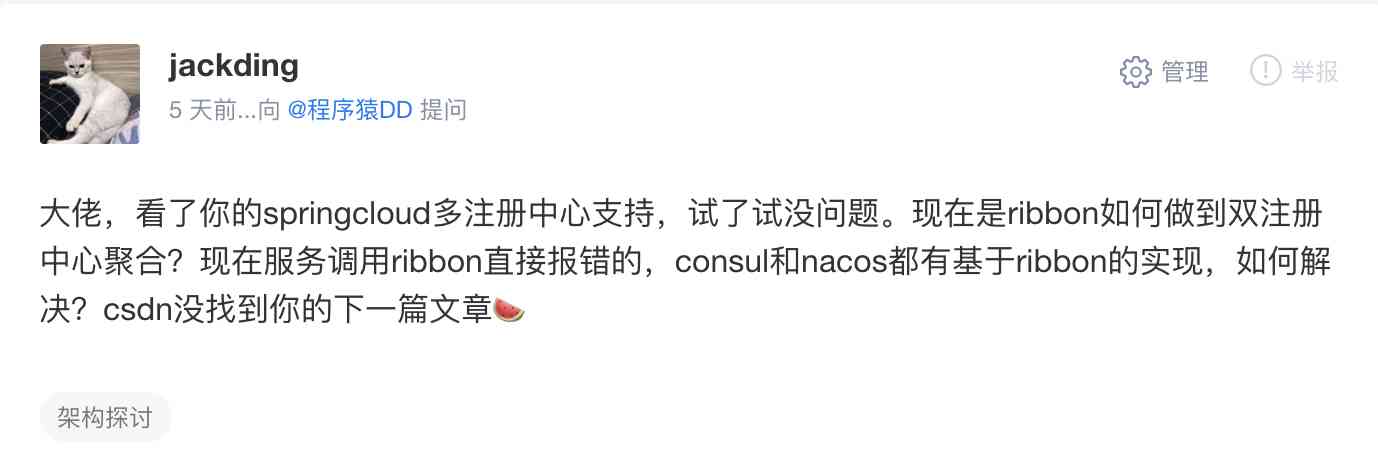 jackding
管理
举报
5 天前...向 @程序猿DD 提问
大佬，看了你的springcloud多注册中心支持，试了试没问题。现在是ribbon如何做到双注册
中心聚合？现在服务调用ribbon直接报错的，consul和nacos都有基于ribbon的实现，如何解
决？csdn没找到你的下一篇文章🍉
架构探讨